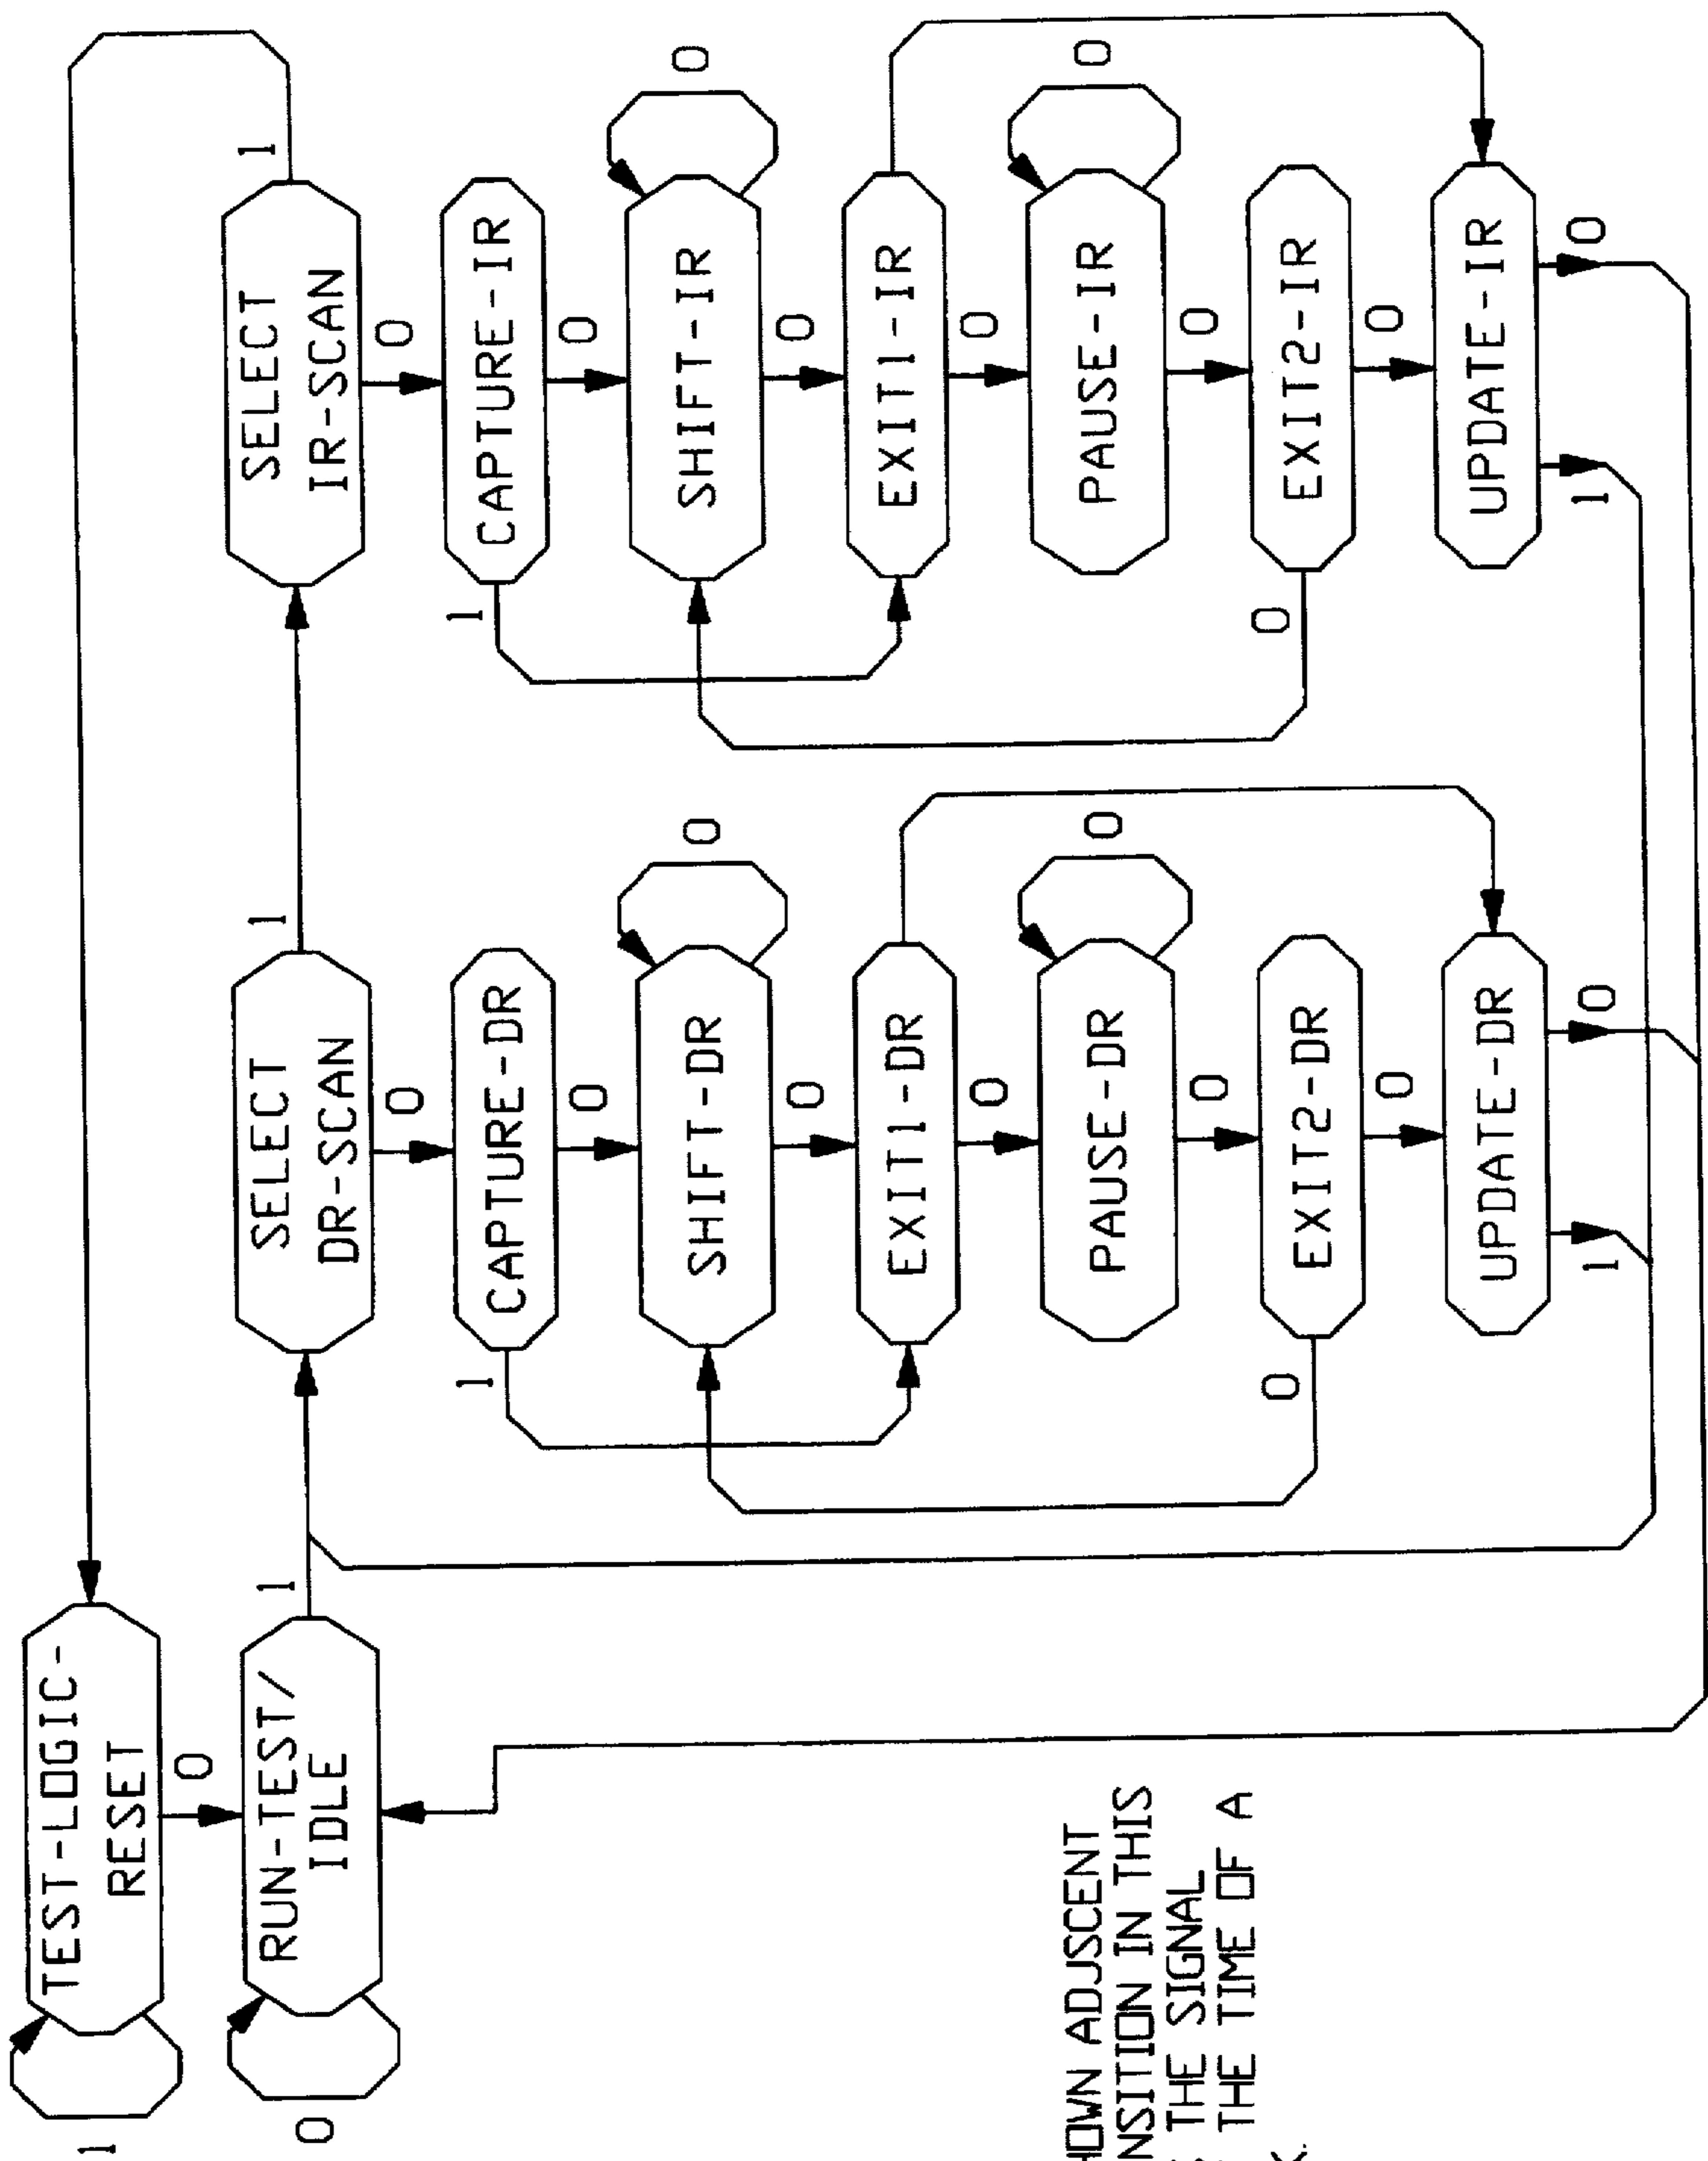 TEST-LOGIC-
RESET
1
0
RUN-TEST/
IDLE
0
1
SELECT
DR-SCAN
1
0
CAPTURE-DR
1
0
SHIFT-DR
0
0
EXIT1-DR
0
PAUSE-DR
0
0
EXIT2-DR
0
0
UPDATE-DR
1
0
SELECT
IR-SCAN
1
0
CAPTURE-IR
1
0
SHIFT-IR
0
0
EXIT1-IR
0
PAUSE-IR
0
0
EXIT2-IR
0
0
UPDATE-IR
1
0
HOWN ADJSCENT
NSITION IN THIS
THE SIGNAL
THE TIME OF A